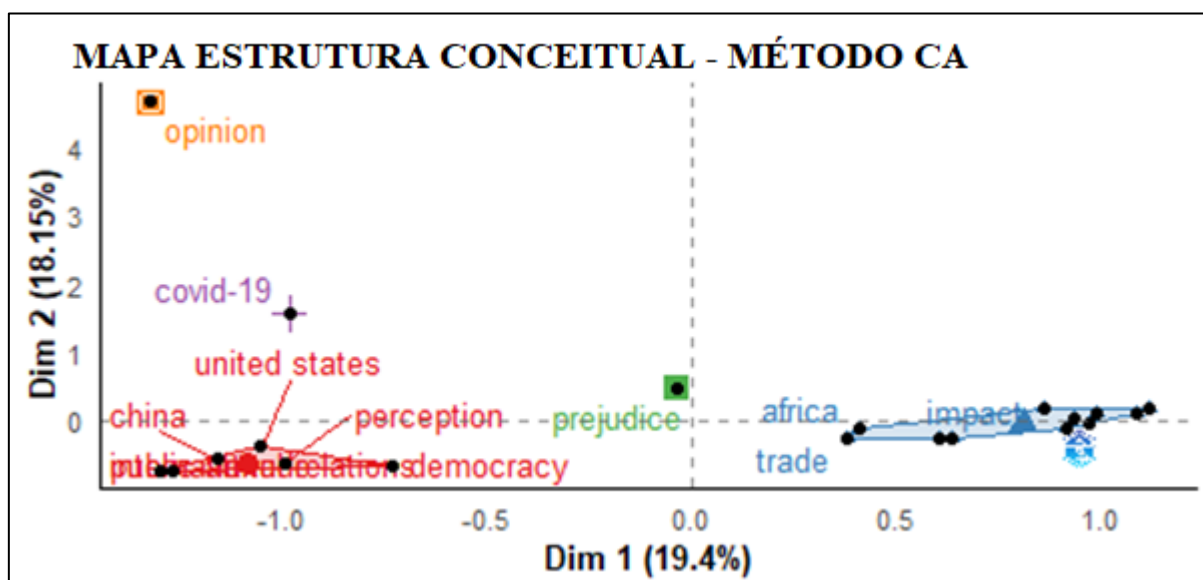 MAPA ESTRUTURA CONCEITUAL - MÉTODO CA
opinion
covid-19
united states
china
perception
democracy
prejudice
africa
impact
trade
Dim 2 (18.15%)
4
3
2
1
0
-1.0
-0.5
0.0
0.5
1.0
Dim 1 (19.4%)